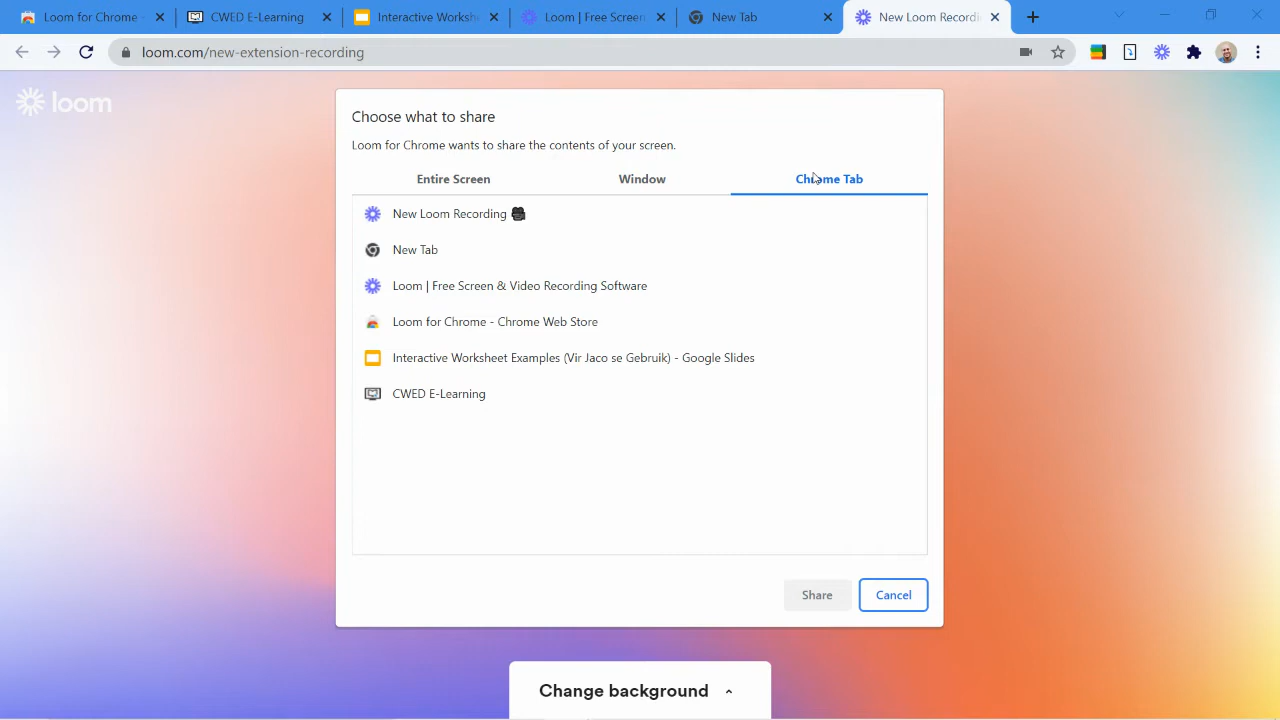 Loom for Chrome -
CWED E-Learning
Interactive Worksh
Loom | Free Screen
New Tab
New Loom Recordi
loom.com/new-extension-recording
loom
Choose what to share
Loom for Chrome wants to share the contents of your screen.
Entire Screen
Window
Chrome Tab
New Loom Recording
New Tab
Loom | Free Screen & Video Recording Software
Loom for Chrome - Chrome Web Store
Interactive Worksheet Examples (Vir Jaco se Gebruik) - Google Slides
CWED E-Learning
Share
Cancel
Change background